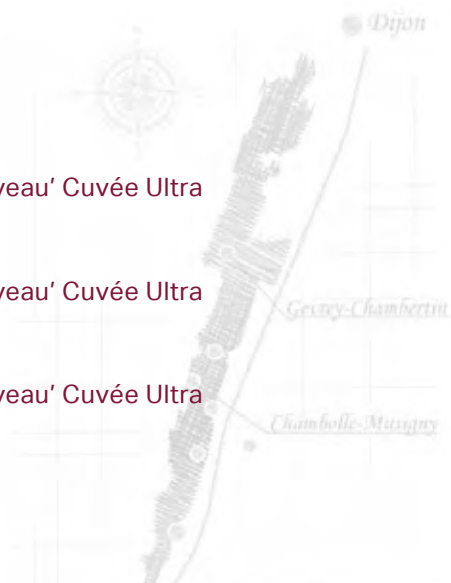 Dijon
veau' Cuvée Ultra
veau' Cuvée Ultra
Gevrey-Chambertin
veau' Cuvée Ultra
Chambolle-Musigny